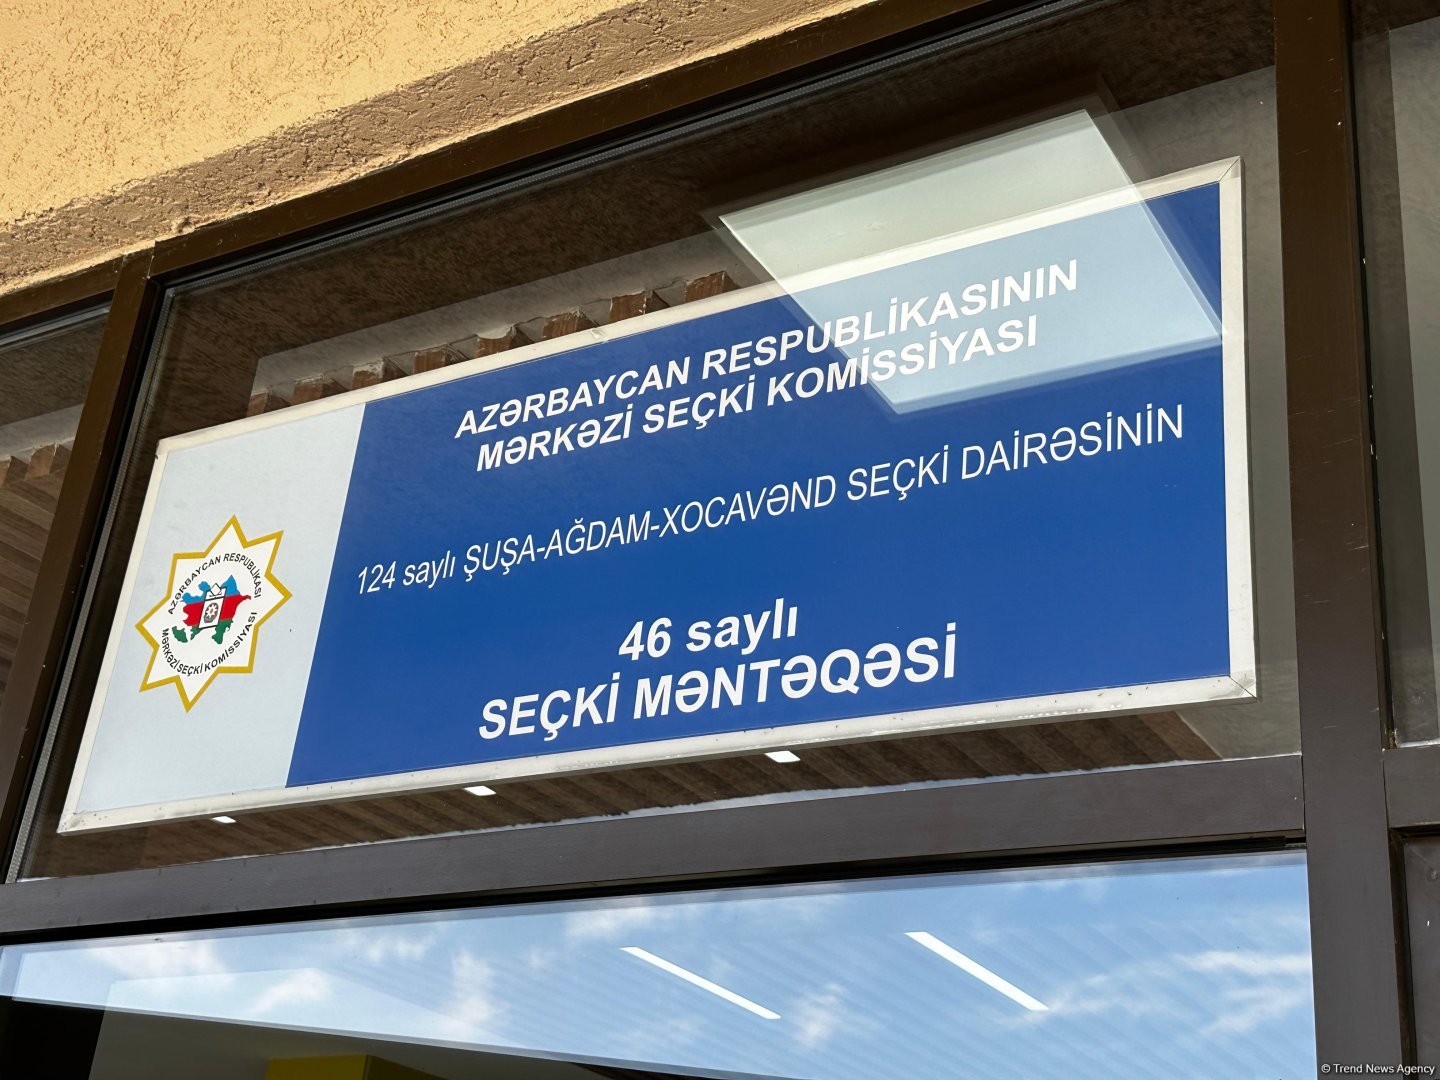 AZƏRBAYCAN RESPUBLİKASININ
MƏRKƏZİ SEÇKİ KOMİSSİYASI
124 saylı ŞUŞA-AĞDAM-XOCAVƏND SEÇKİ DAİRƏSİNİN
46 saylı
SEÇKİ MƏNTƏQƏSİ
AZƏRBAYCAN RESPUBLİKASI
MƏRKƏZİ SEÇKİ KOMİSSİYASI
© Trend News Agency